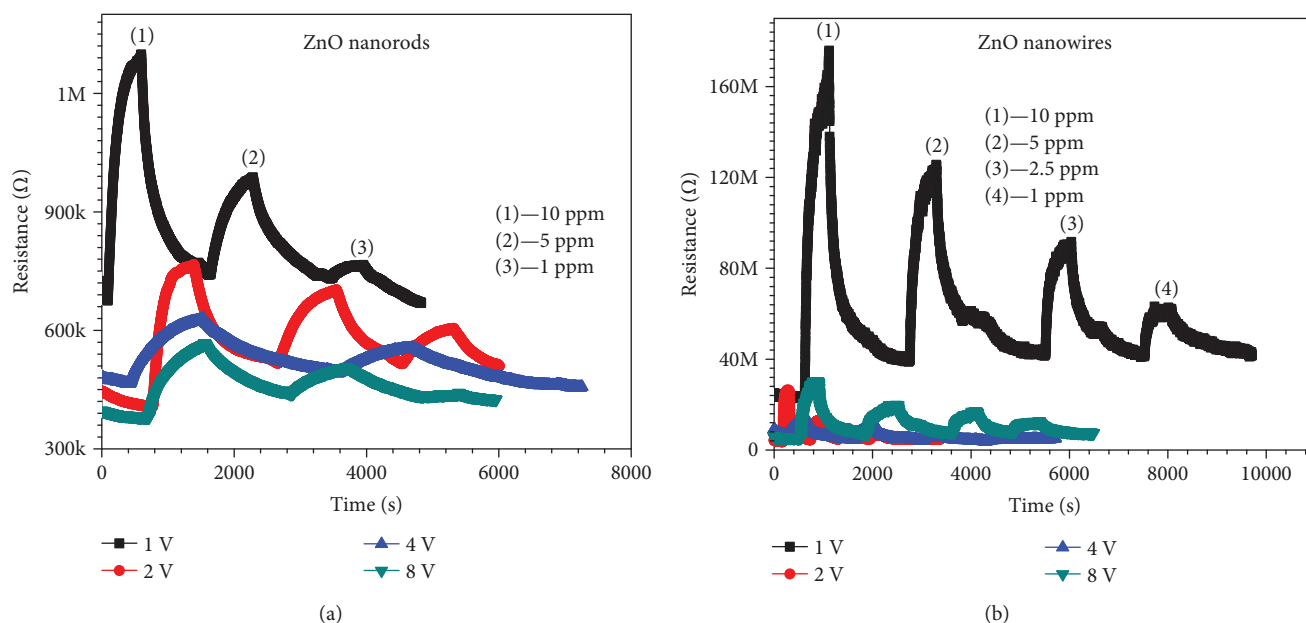 ZnO nanorods
(1)
(2)
(3)
(1)—10 ppm
(2)—5 ppm
(3)—1 ppm
1M
900k
600k
300k
Resistance (Ω)
0
2000
4000
6000
8000
Time (s)
1 V
2 V
4 V
8 V
(a)
ZnO nanowires
(1)
(2)
(3)
(4)
(1)—10 ppm
(2)—5 ppm
(3)—2.5 ppm
(4)—1 ppm
160M
120M
80M
40M
0
Resistance (Ω)
0
2000
4000
6000
8000
10000
Time (s)
1 V
2 V
4 V
8 V
(b)